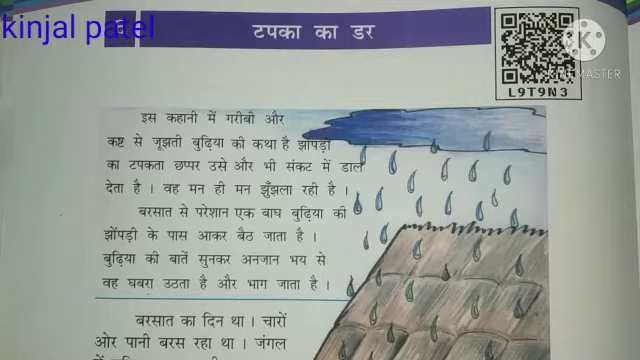 kinjal patel
टपका का डर
KINEMASTER
L9T9N3
इस कहानी में गरीबी और
कष्ट से जूझती बुढ़िया की कथा है झोंपड़ी
का टपकता छप्पर उसे और भी संकट में डाल
देता है । वह मन ही मन झुँझला रही है ।
बरसात से परेशान एक बाघ बुढ़िया की
झोंपड़ी के पास आकर बैठ जाता है ।
बुढ़िया की बातें सुनकर अनजान भय से
वह घबरा उठता है और भाग जाता है ।
बरसात का दिन था । चारों
ओर पानी बरस रहा था । जंगल